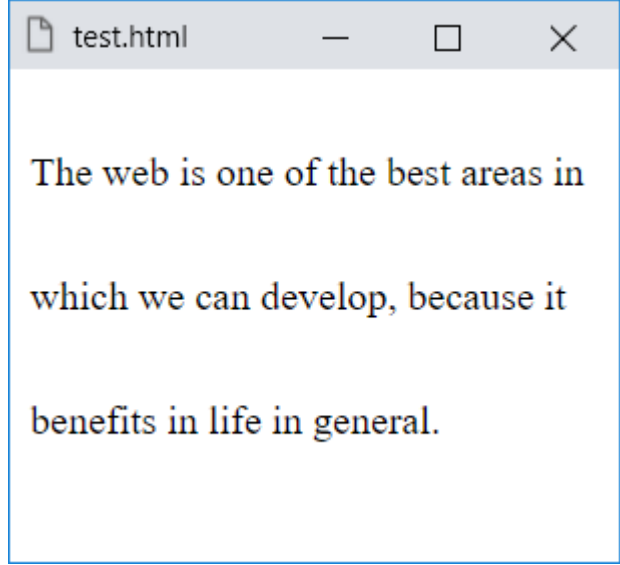 test.html
The web is one of the best areas in
which we can develop, because it
benefits in life in general.